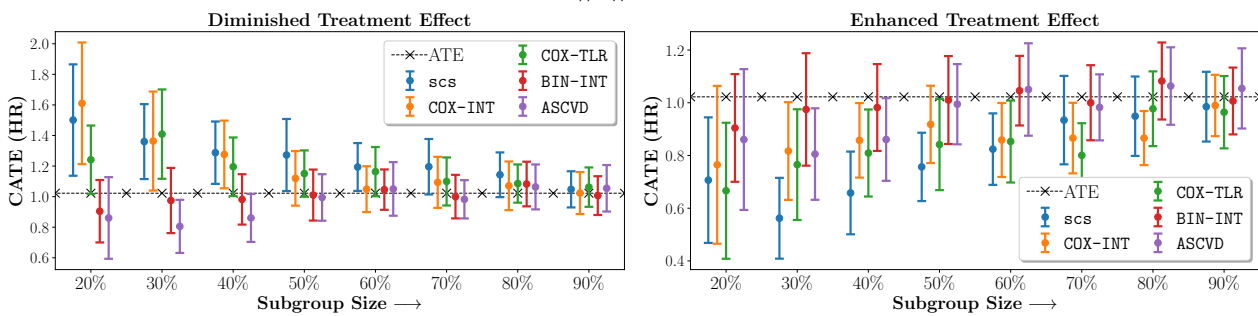 Diminished Treatment Effect
CATE (HR)
2.0
1.8
1.6
1.4
1.2
1.0
0.8
0.6
ATE
scs
COX-INT
COX-TLR
BIN-INT
ASCVD
20% 30% 40% 50% 60% 70% 80% 90%
Subgroup Size →
Enhanced Treatment Effect
CATE (HR)
1.2
1.0
0.8
0.6
0.4
ATE
scs
COX-INT
COX-TLR
BIN-INT
ASCVD
20% 30% 40% 50% 60% 70% 80% 90%
Subgroup Size →